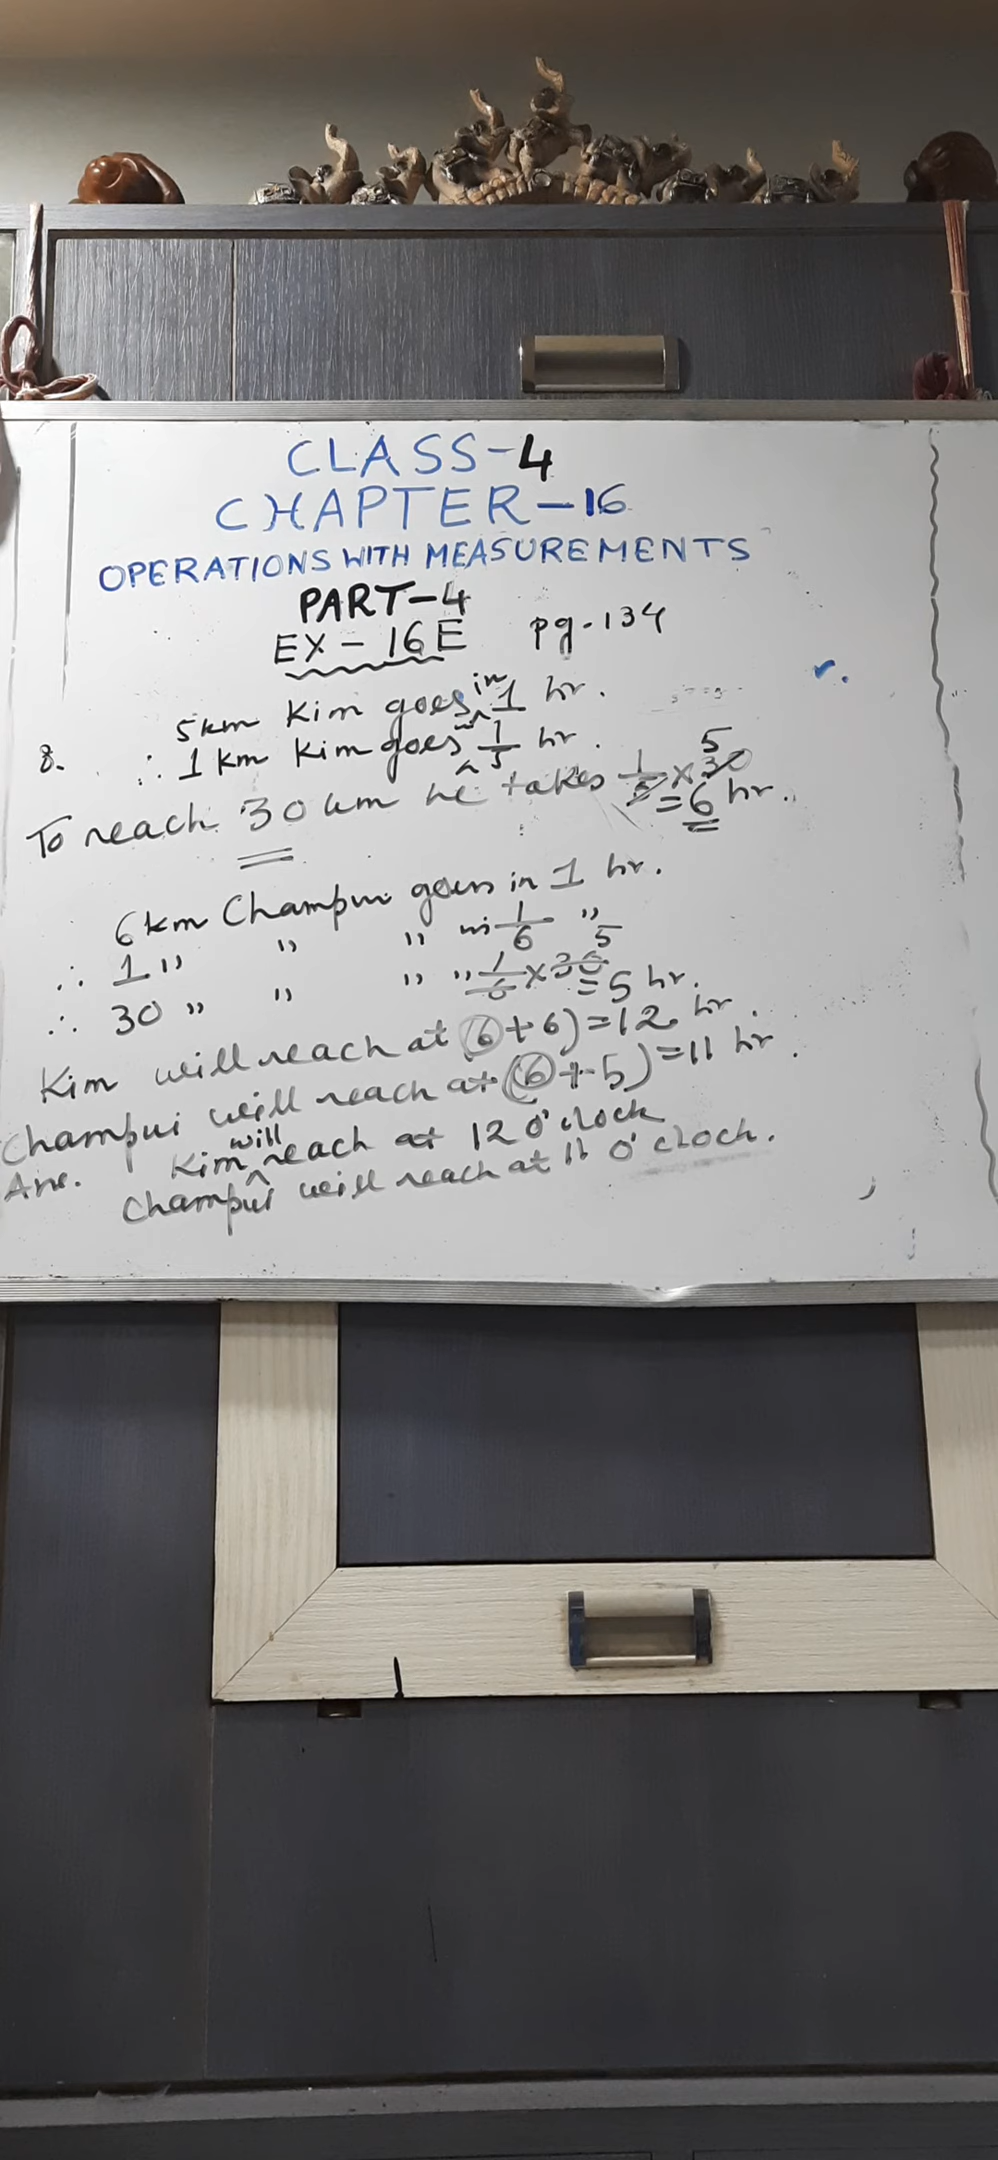 CLASS-4
CHAPTER-16
OPERATIONS WITH MEASUREMENTS
PART-4
EX-16E pg-134
8. 5km Kim goes in 1 hr.
∴ 1 km Kim goes in 1/5 hr.
To reach 30 km he takes 1/5 × 30 5
= 6 hr.
6km Champui goes in 1 hr.
∴ 1 " " " in 1/6 "
∴ 30 " " " " 1/6 × 30 5
= 5 hr.
Kim will reach at (6+6) = 12 hr.
Champui will reach at (6+5) = 11 hr.
Ans. Kim will reach at 12 o'clock
Champui will reach at 11 o'clock.